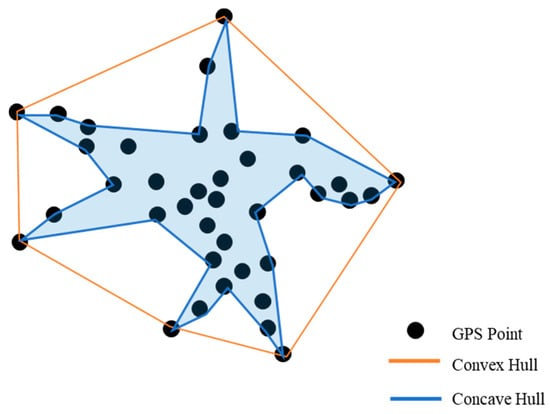 GPS Point
Convex Hull
Concave Hull